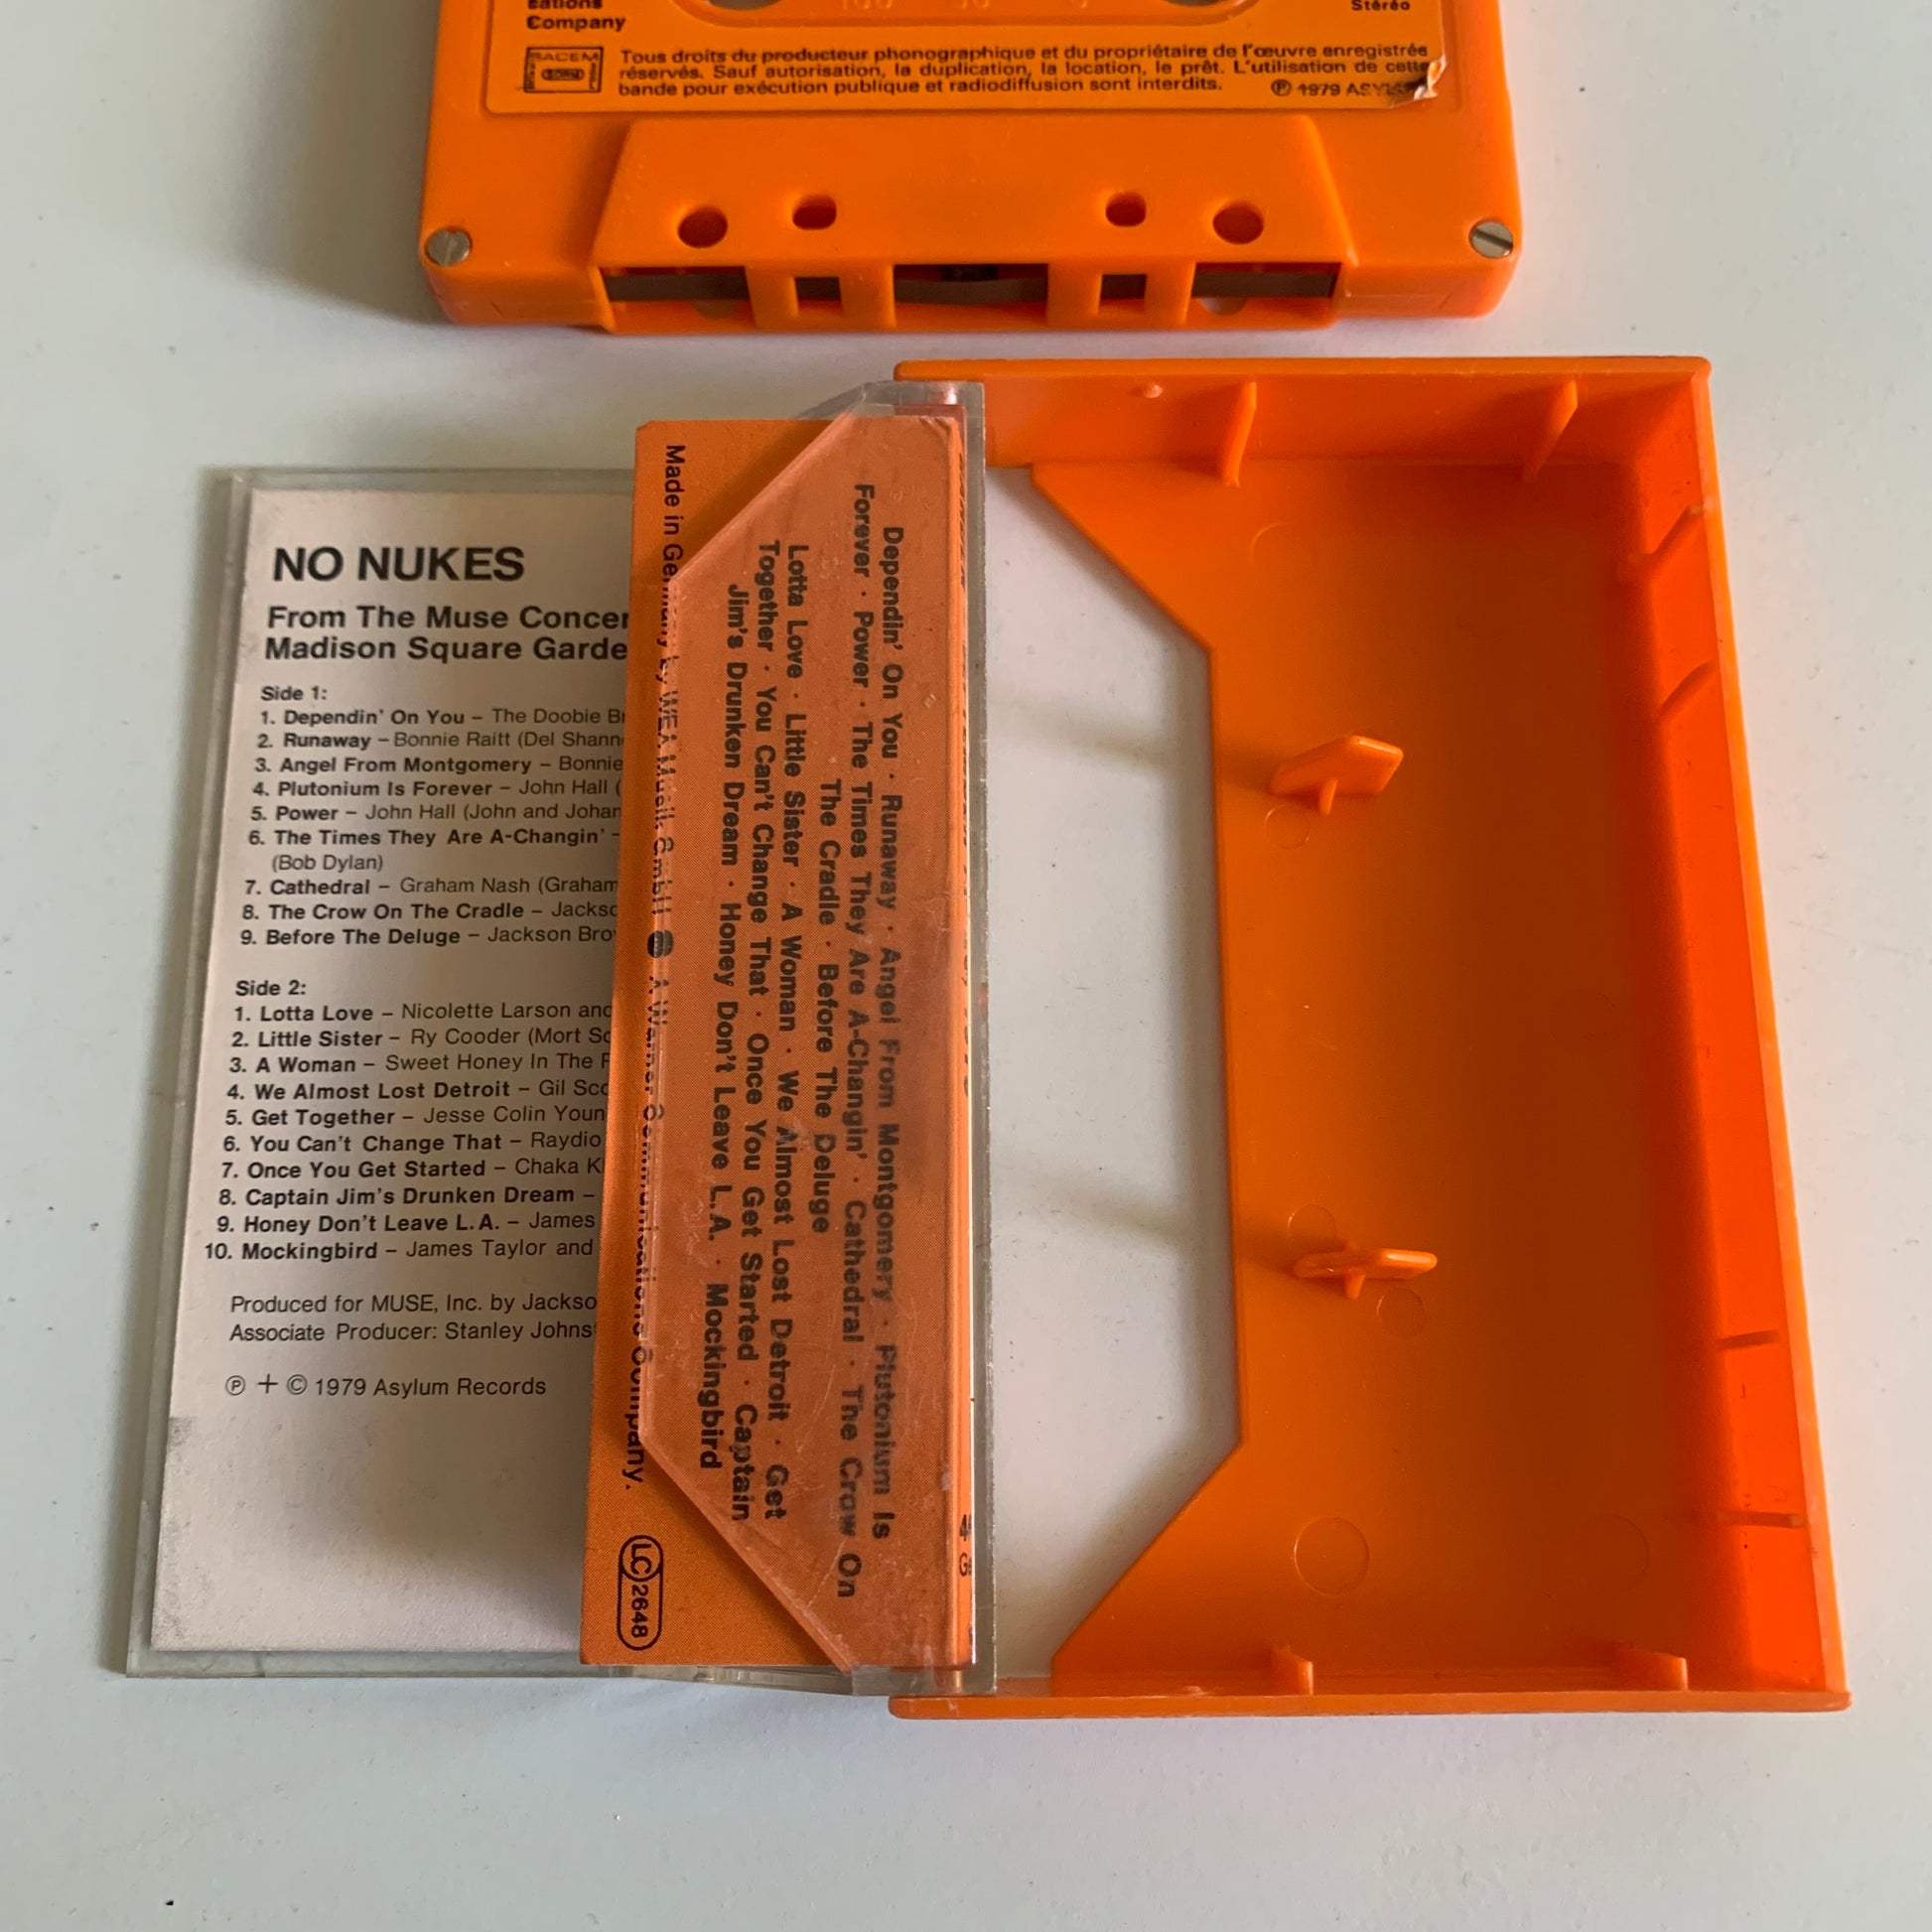 Company
Stéréo
SACEM
Tous droits du producteur phonographique et du propriétaire de l'œuvre enregistrée
réservés. Sauf autorisation, la duplication, la location, le prêt. L'utilisation de cette
bande pour exécution publique et radiodiffusion sont interdits.
℗ 1979
NO NUKES
From The Muse Concer
Madison Square Garde
Side 1:
1. Dependin' On You – The Doobie B
2. Runaway – Bonnie Raitt (Del Shann
3. Angel From Montgomery – Bonnie
4. Plutonium Is Forever – John Hall (
5. Power – John Hall (John and Johan
6. The Times They Are A-Changin' –
(Bob Dylan)
7. Cathedral – Graham Nash (Graham
8. The Crow On The Cradle – Jackso
9. Before The Deluge – Jackson Bro
Side 2:
1. Lotta Love – Nicolette Larson and
2. Little Sister – Ry Cooder (Mort
3. A Woman – Sweet Honey In The
4. We Almost Lost Detroit – Gil Sco
5. Get Together – Jesse Colin Youn
6. You Can't Change That – Raydio
7. Once You Get Started – Chaka K
8. Captain Jim's Drunken Dream –
9. Honey Don't Leave L.A. – James
10. Mockingbird – James Taylor and
Produced for MUSE, Inc. by Jackso
Associate Producer: Stanley Johns
℗ + © 1979 Asylum Records
Dependin' On You · Runaway · Angel From Montgomery · Plutonium Is
Forever · Power · The Times They Are A-Changin' · Cathedral · The Craw On
The Cradle · Before The Deluge
Lotta Love · Little Sister · A Woman · We Almost Lost Detroit · Get
Together · You Can't Change That · Once You Get Started · Captain
Jim's Drunken Dream · Honey Don't Leave L.A. · Mockingbird
Made in Germany by WEA Musik GmbH A Warner Communications Company.
LC 2648